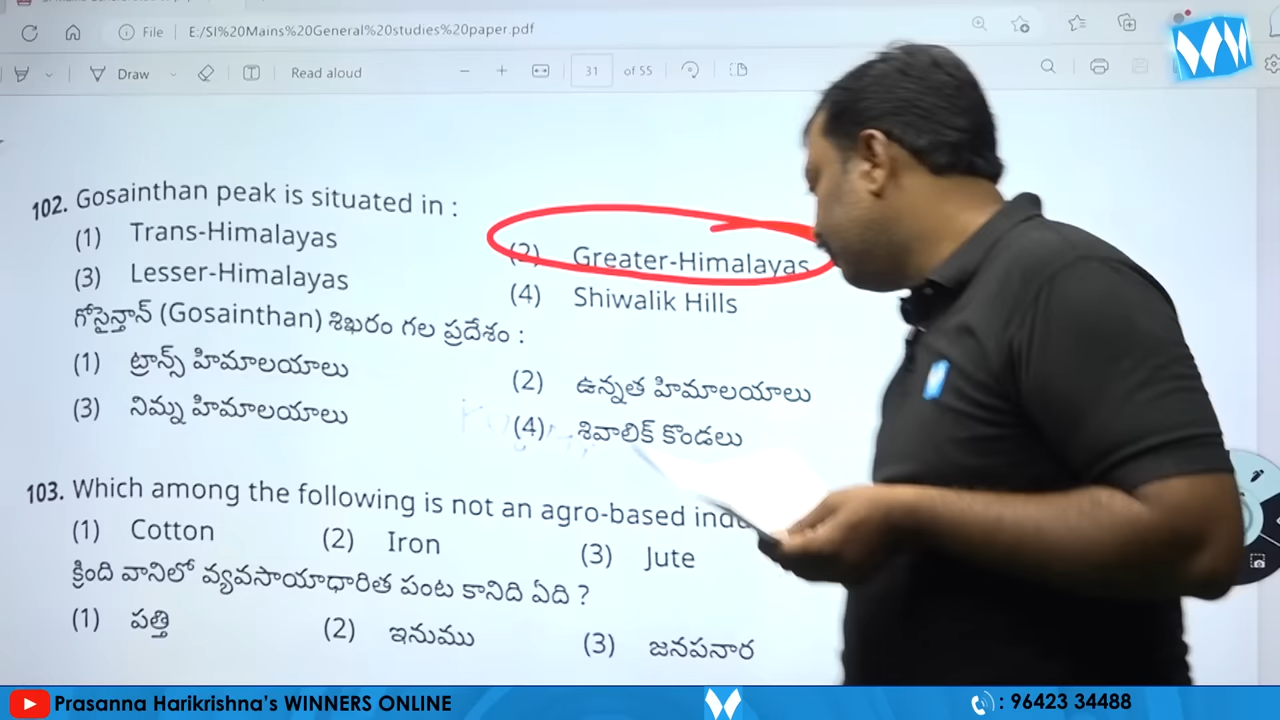 File E:/SI%20Mains%20General%20studies%20paper.pdf
Draw Read aloud 31 of 55
102. Gosainthan peak is situated in :
(1) Trans-Himalayas (2) Greater-Himalayas
(3) Lesser-Himalayas (4) Shiwalik Hills
గోసైన్తాన్ (Gosainthan) శిఖరం గల ప్రదేశం :
(1) ట్రాన్స్ హిమాలయాలు (2) ఉన్నత హిమాలయాలు
(3) నిమ్న హిమాలయాలు (4) శివాలిక్ కొండలు
103. Which among the following is not an agro-based
(1) Cotton (2) Iron (3) Jute
క్రింది వానిలో వ్యవసాయాధారిత పంట కానిది ఏది ?
(1) పత్తి (2) ఇనుము (3) జనపనార
Prasanna Harikrishna's WINNERS ONLINE : 96423 34488